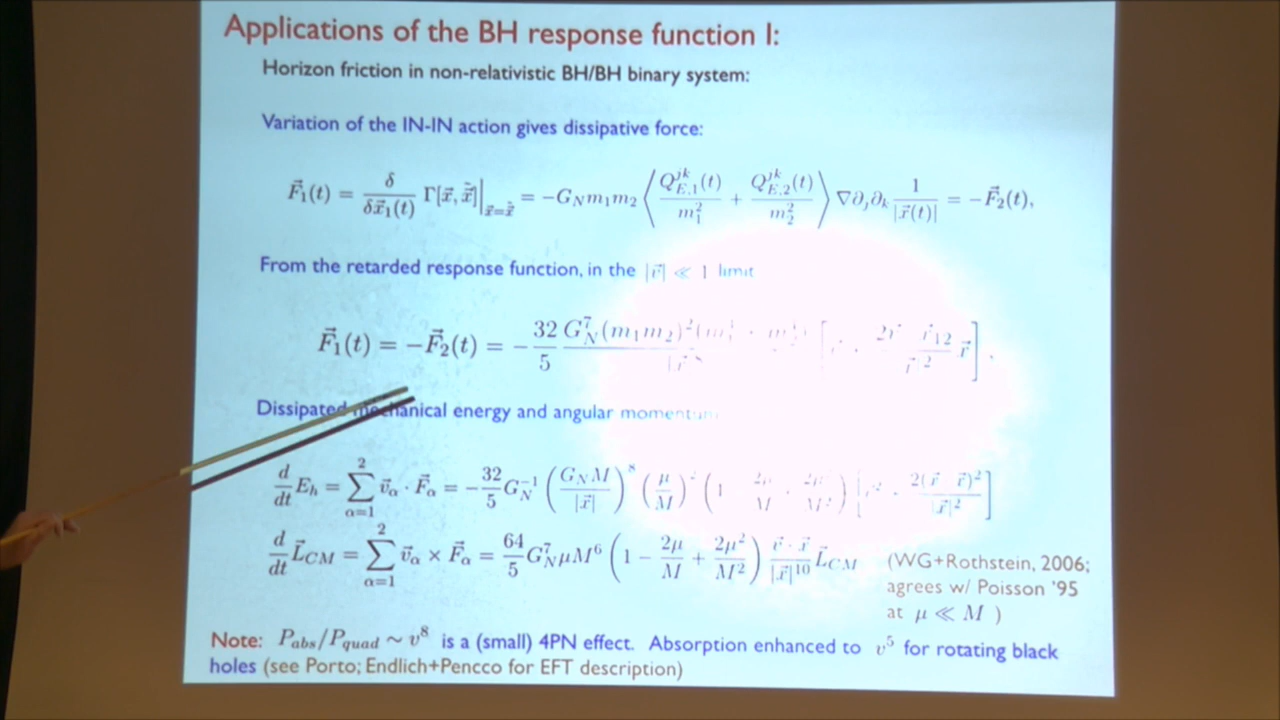 Applications of the BH response function I:
Horizon friction in non-relativistic BH/BH binary system:
Variation of the IN-IN action gives dissipative force:
$\vec{F}_1(t) = \frac{\delta}{\delta \vec{x}_1(t)} \Gamma[\vec{x}, \tilde{\vec{x}}] \Big|_{\vec{x}=\tilde{\vec{x}}} = -G_N m_1 m_2 \left\langle \frac{Q^{jk}_{E,1}(t)}{m_1^2} + \frac{Q^{jk}_{E,2}(t)}{m_2^2} \right\rangle \nabla \partial_j \partial_k \frac{1}{|\vec{r}(t)|} = -\vec{F}_2(t),$
From the retarded response function, in the $|\vec{v}| \ll 1$ limit
$\vec{F}_1(t) = -\vec{F}_2(t) = -\frac{32}{5} G_N^7 (m_1 m_2)^2$
Dissipated mechanical energy and angular momentum
$\frac{d}{dt} E_h = \sum_{\alpha=1}^{2} \vec{v}_\alpha \cdot \vec{F}_\alpha = -\frac{32}{5} G_N^{-1} \left( \frac{G_N M}{|\vec{x}|} \right)^8 \left( \frac{\mu}{M} \right)$
$\frac{d}{dt} \vec{L}_{CM} = \sum_{\alpha=1}^{2} \vec{v}_\alpha \times \vec{F}_\alpha = \frac{64}{5} G_N^7 \mu M^6 \left( 1 - \frac{2\mu}{M} + \frac{2\mu^2}{M^2} \right) \frac{\vec{v} \cdot \vec{x}}{|\vec{x}|^{10}} \vec{L}_{CM}$
(WG+Rothstein, 2006;
agrees w/ Poisson '95
at $\mu \ll M$ )
Note: $P_{abs}/P_{quad} \sim v^8$ is a (small) 4PN effect. Absorption enhanced to $v^5$ for rotating black
holes (see Porto; Endlich+Pencco for EFT description)